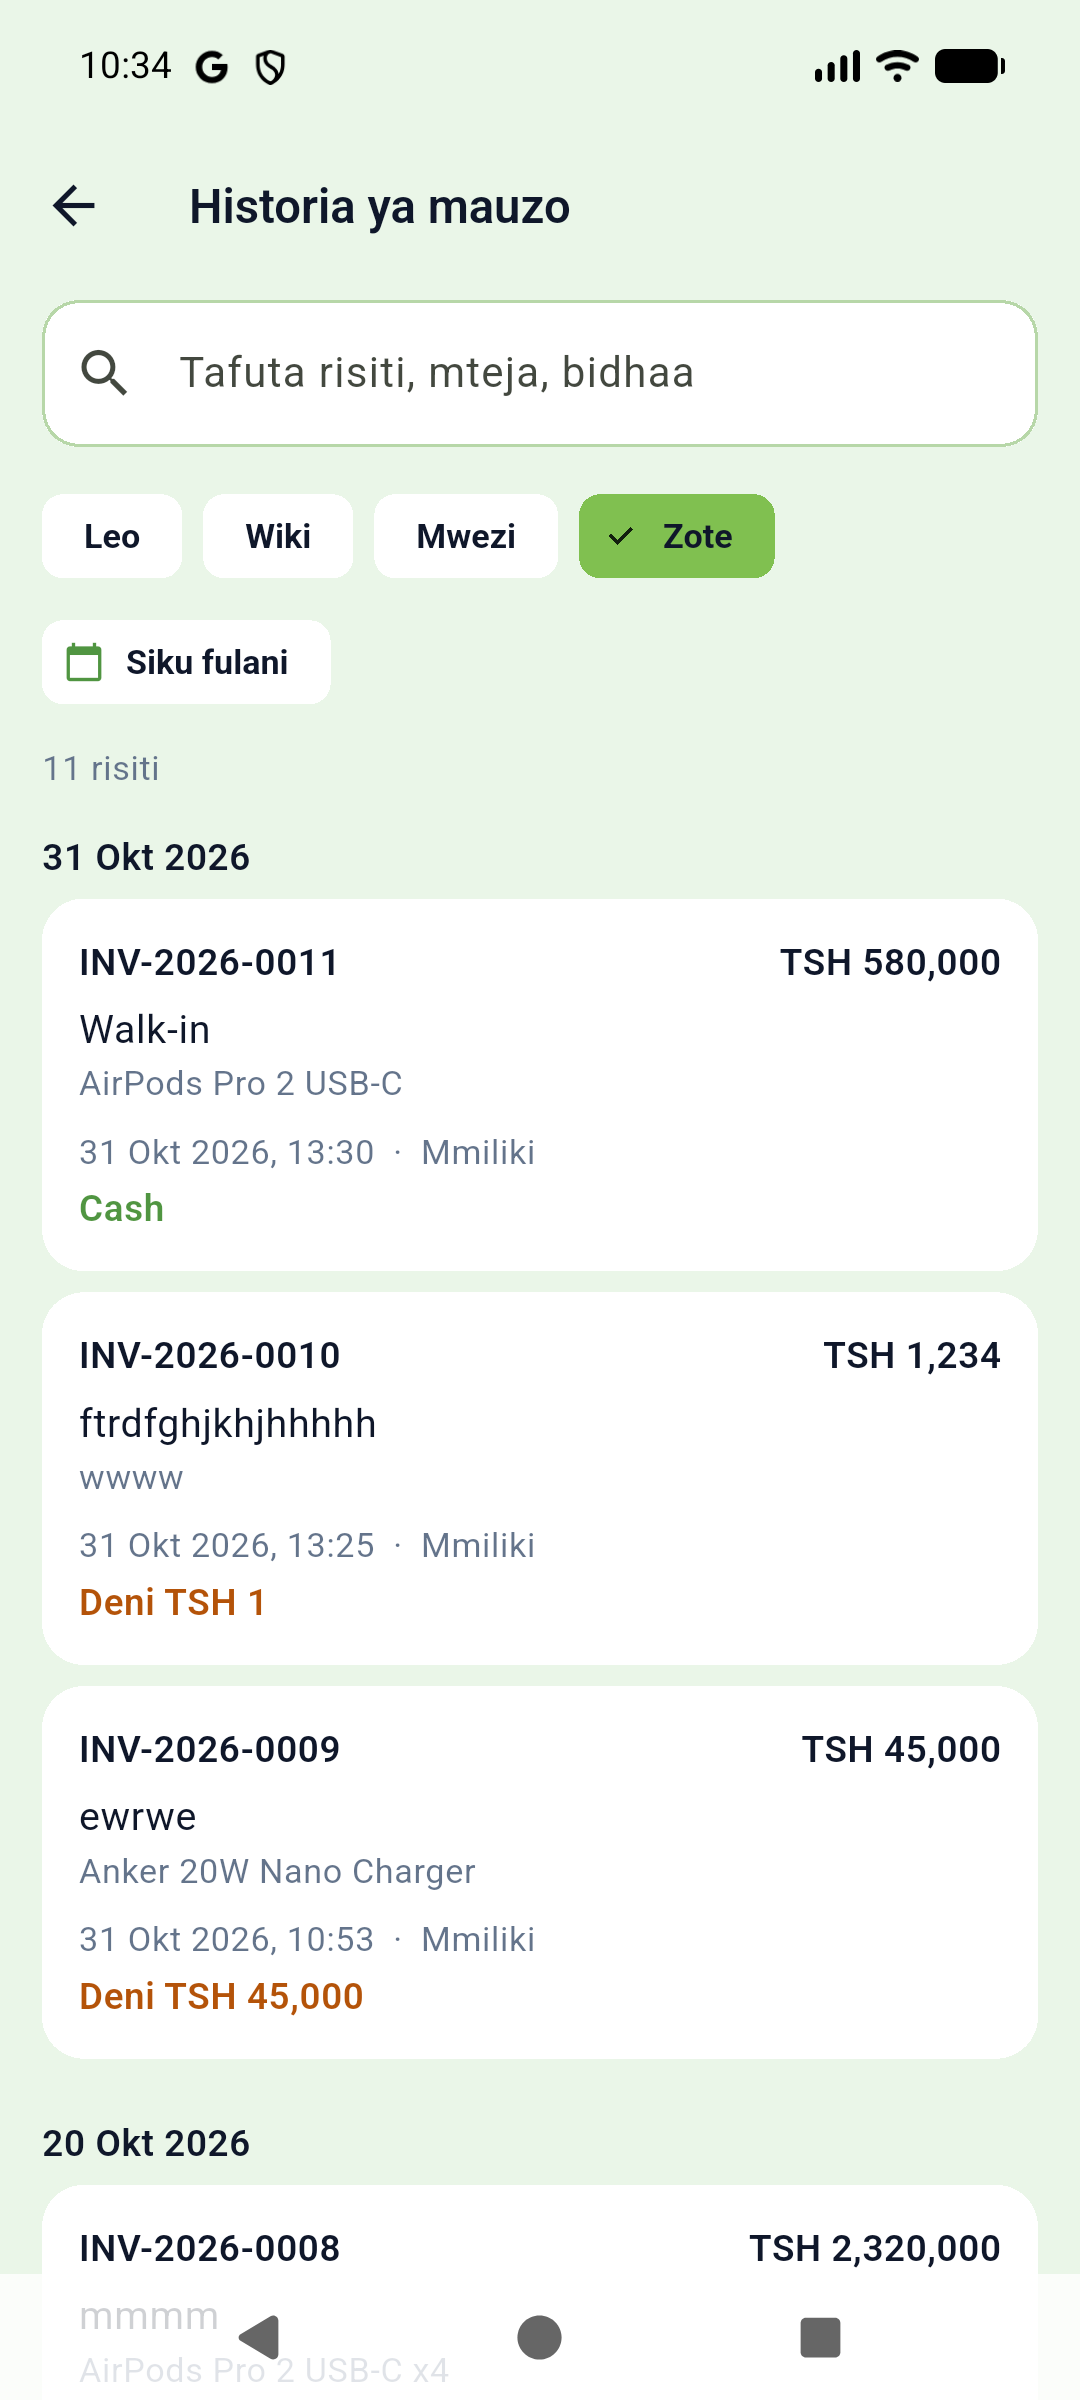 10:34
Historia ya mauzo
Tafuta risiti, mteja, bidhaa
Leo Wiki Mwezi Zote
Siku fulani
11 risiti
31 Okt 2026
INV-2026-0011 TSH 580,000
Walk-in
AirPods Pro 2 USB-C
31 Okt 2026, 13:30 · Mmiliki
Cash
INV-2026-0010 TSH 1,234
ftrdfghjkhjhhhhh
wwww
31 Okt 2026, 13:25 · Mmiliki
Deni TSH 1
INV-2026-0009 TSH 45,000
ewrwe
Anker 20W Nano Charger
31 Okt 2026, 10:53 · Mmiliki
Deni TSH 45,000
20 Okt 2026
INV-2026-0008 TSH 2,320,000
mmmm
AirPods Pro 2 USB-C x4